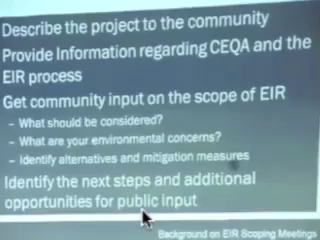 Describe the project to the community
Provide Information regarding CEQA and the
EIR process
Get community input on the scope of EIR
– What should be considered?
– What are your environmental concerns?
– Identify alternatives and mitigation measures
Identify the next steps and additional
opportunities for public input
Background on EIR Scoping Meetings